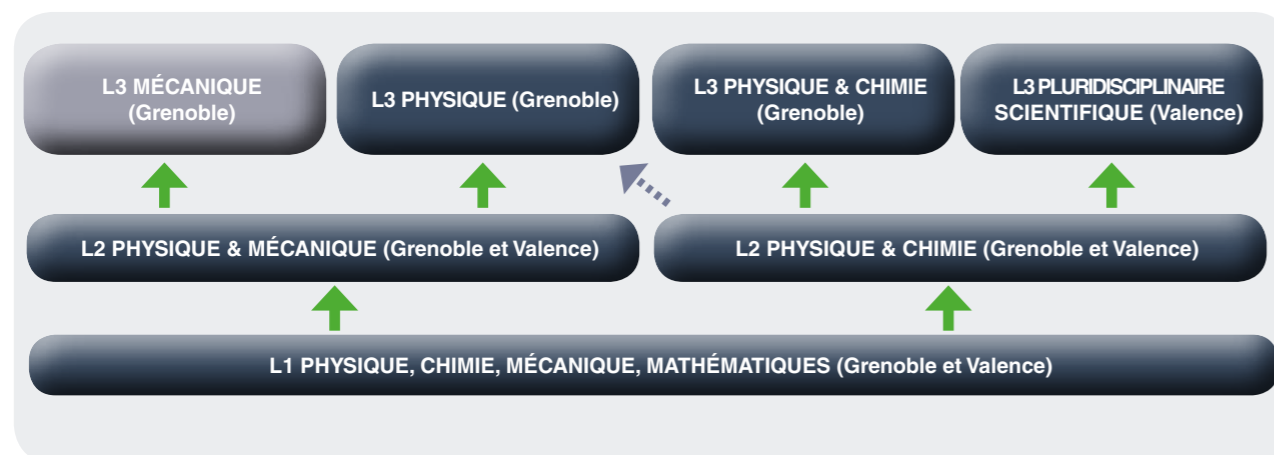 L3 MÉCANIQUE
(Grenoble)
L3 PHYSIQUE (Grenoble)
L3 PHYSIQUE & CHIMIE
(Grenoble)
L3 PLURIDISCIPLINAIRE
SCIENTIFIQUE (Valence)
L2 PHYSIQUE & MÉCANIQUE (Grenoble et Valence)
L2 PHYSIQUE & CHIMIE (Grenoble et Valence)
L1 PHYSIQUE, CHIMIE, MÉCANIQUE, MATHÉMATIQUES (Grenoble et Valence)